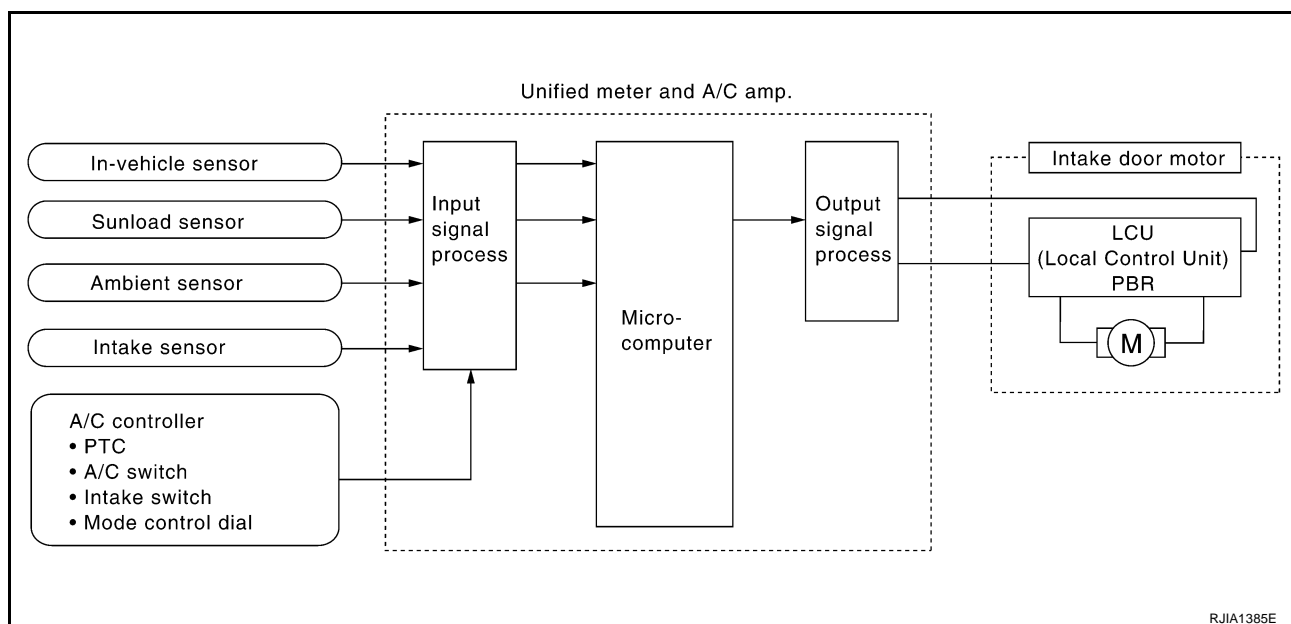 Unified meter and A/C amp.
In-vehicle sensor
Sunload sensor
Ambient sensor
Intake sensor
A/C controller
• PTC
• A/C switch
• Intake switch
• Mode control dial
Input
signal
process
Micro-
computer
Output
signal
process
Intake door motor
LCU
(Local Control Unit)
PBR
M
RJIA1385E